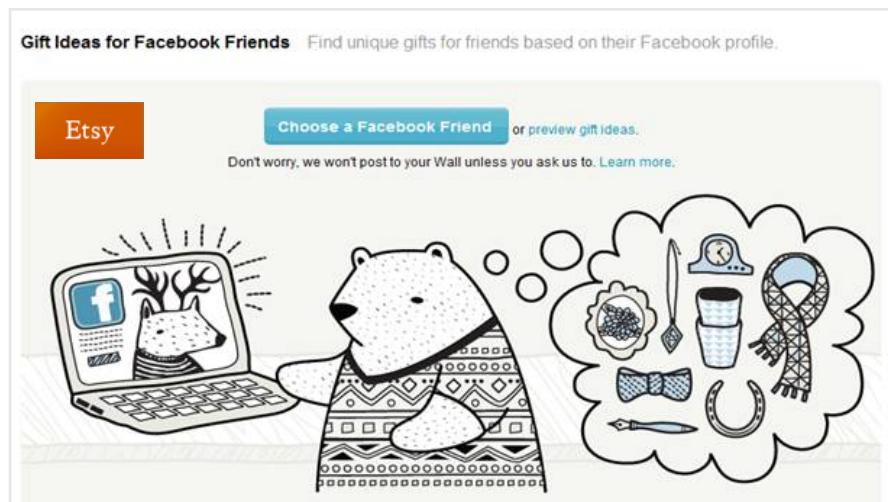 Gift Ideas for Facebook Friends Find unique gifts for friends based on their Facebook profile.
Etsy
Choose a Facebook Friend or preview gift ideas.
Don't worry, we won't post to your Wall unless you ask us to. Learn more.
f